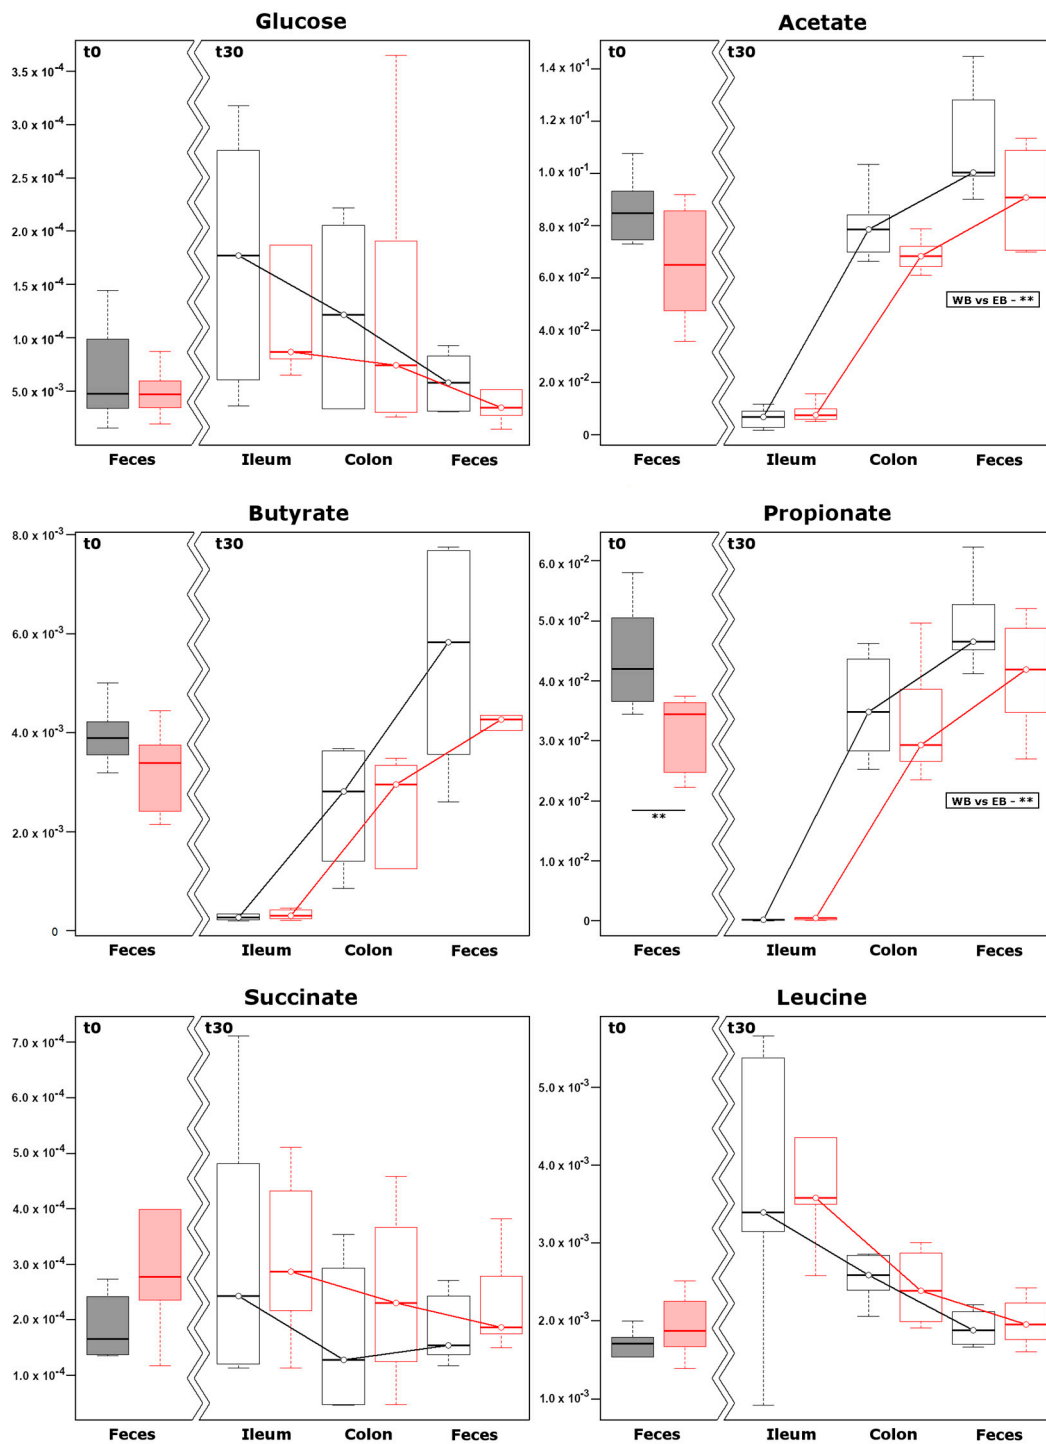 Glucose
t0
t30
3.5 x 10-4
3.0 x 10-4
2.5 x 10-4
2.0 x 10-4
1.5 x 10-4
1.0 x 10-4
5.0 x 10-3
Feces
Ileum
Colon
Feces
Acetate
t0
t30
1.4 x 10-1
1.2 x 10-1
1.0 x 10-1
8.0 x 10-2
6.0 x 10-2
4.0 x 10-2
2.0 x 10-2
0
WB vs EB - **
Feces
Ileum
Colon
Feces
Butyrate
t0
t30
8.0 x 10-3
6.0 x 10-3
4.0 x 10-3
2.0 x 10-3
0
Feces
Ileum
Colon
Feces
Propionate
t0
t30
6.0 x 10-2
5.0 x 10-2
4.0 x 10-2
3.0 x 10-2
2.0 x 10-2
1.0 x 10-2
0
**
WB vs EB - **
Feces
Ileum
Colon
Feces
Succinate
t0
t30
7.0 x 10-4
6.0 x 10-4
5.0 x 10-4
4.0 x 10-4
3.0 x 10-4
2.0 x 10-4
1.0 x 10-4
Feces
Ileum
Colon
Feces
Leucine
t0
t30
5.0 x 10-3
4.0 x 10-3
3.0 x 10-3
2.0 x 10-3
1.0 x 10-3
Feces
Ileum
Colon
Feces